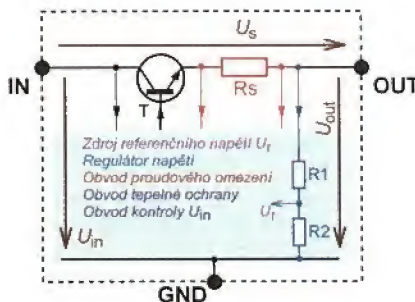 Us
IN
OUT
T
Rs
Uout
Zdroj referenčního napětí Ur
Regulátor napětí
Obvod proudového omezení
Obvod tepelné ochrany
Obvod kontroly Uin
R1
Ur
R2
Uin
GND